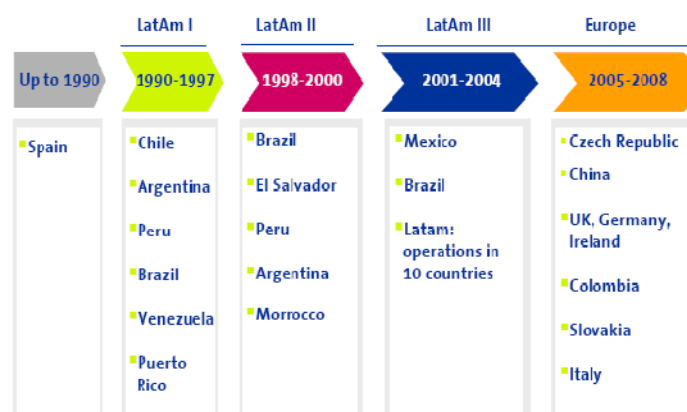 LatAm I
LatAm II
LatAm III
Europe
Up to 1990
1990-1997
1998-2000
2001-2004
2005-2008
Spain
Chile
Argentina
Peru
Brazil
Venezuela
Puerto
Rico
Brazil
El Salvador
Peru
Argentina
Morrocco
Mexico
Brazil
Latam:
operations in
10 countries
Czech Republic
China
UK, Germany,
Ireland
Colombia
Slovakia
Italy